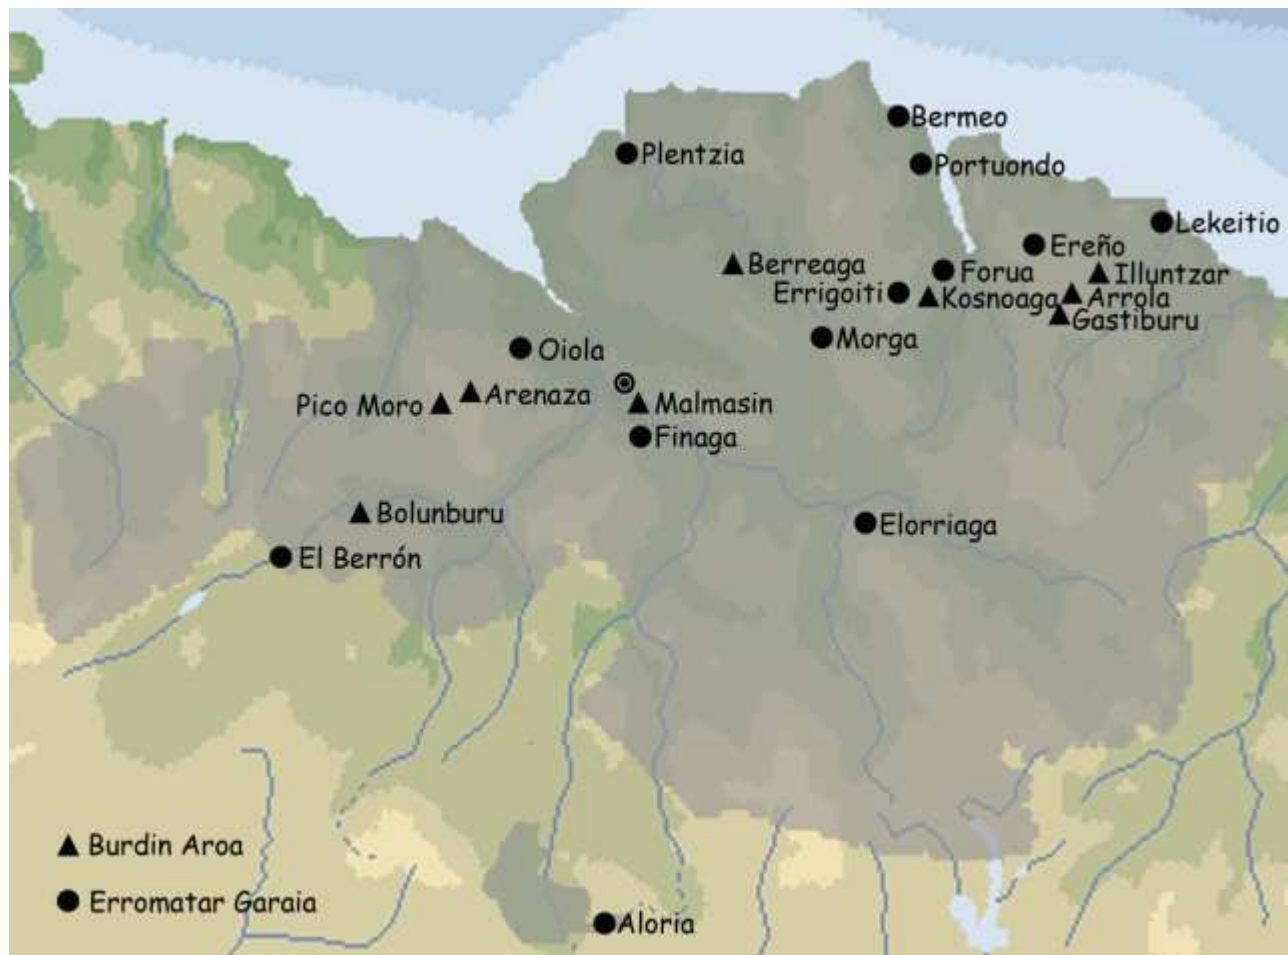 Bermeo
Plentzia
Portuondo
Lekeitio
Ereño
Berreaga
Forua
Illuntzar
Errigoiti
Kosnoaga
Arrola
Gastiburu
Morga
Oiola
Arenaza
Pico Moro
Malmasin
Finaga
Bolunburu
Elorriaga
El Berrón
Burdin Aroa
Erromatar Garaia
Aloria